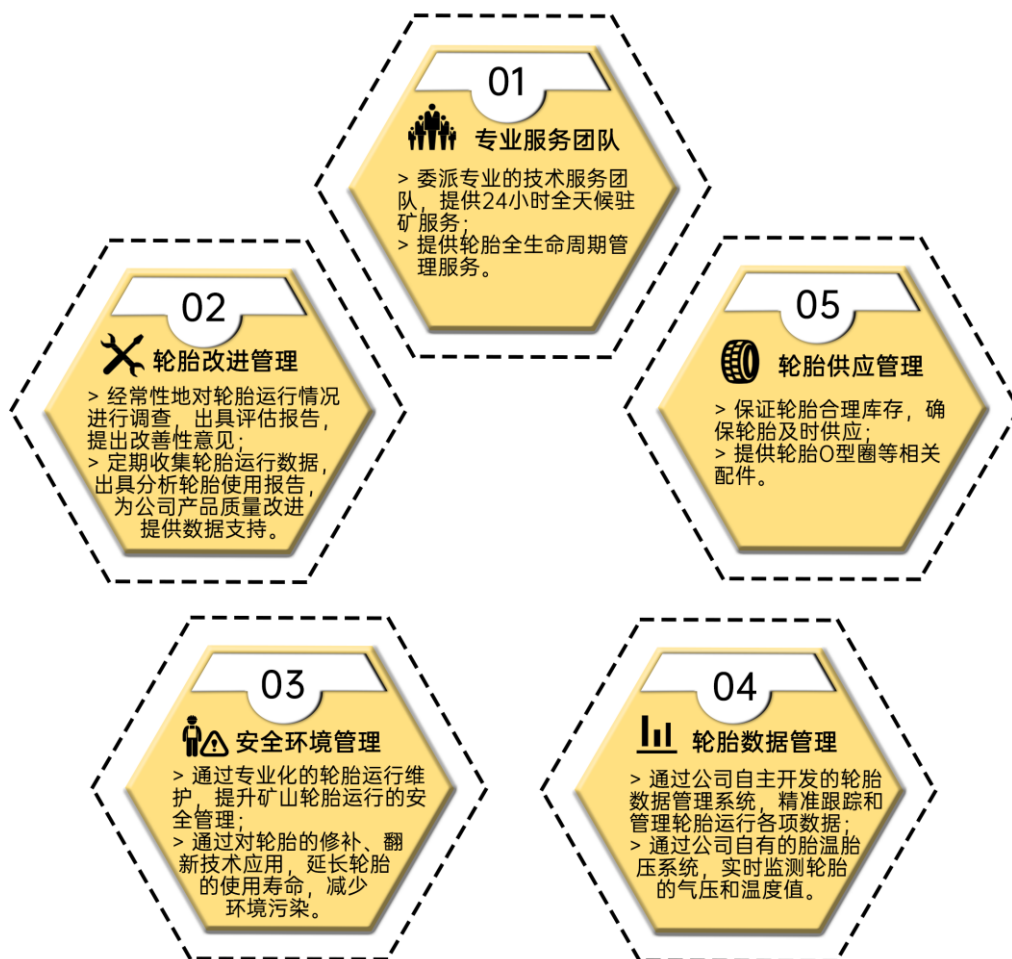 01
专业服务团队
> 委派专业的技术服务团
队，提供24小时全天候驻
矿服务；
> 提供轮胎全生命周期管
理服务。
02
轮胎改进管理
> 经常性地对轮胎运行情况
进行调查，出具评估报告，
提出改善性意见；
> 定期收集轮胎运行数据，
出具分析轮胎使用报告，
为公司产品质量改进
提供数据支持。
03
安全环境管理
> 通过专业化的轮胎运行维
护，提升矿山轮胎运行的安
全管理；
> 通过对轮胎的修补、翻
新技术应用，延长轮胎
的使用寿命，减少
环境污染。
04
轮胎数据管理
> 通过公司自主开发的轮胎
数据管理系统，精准跟踪和
管理轮胎运行各项数据；
> 通过公司自有的胎温胎
压系统，实时监测轮胎
的气压和温度值。
05
轮胎供应管理
> 保证轮胎合理库存，确
保轮胎及时供应；
> 提供轮胎O型圈等相关
配件。